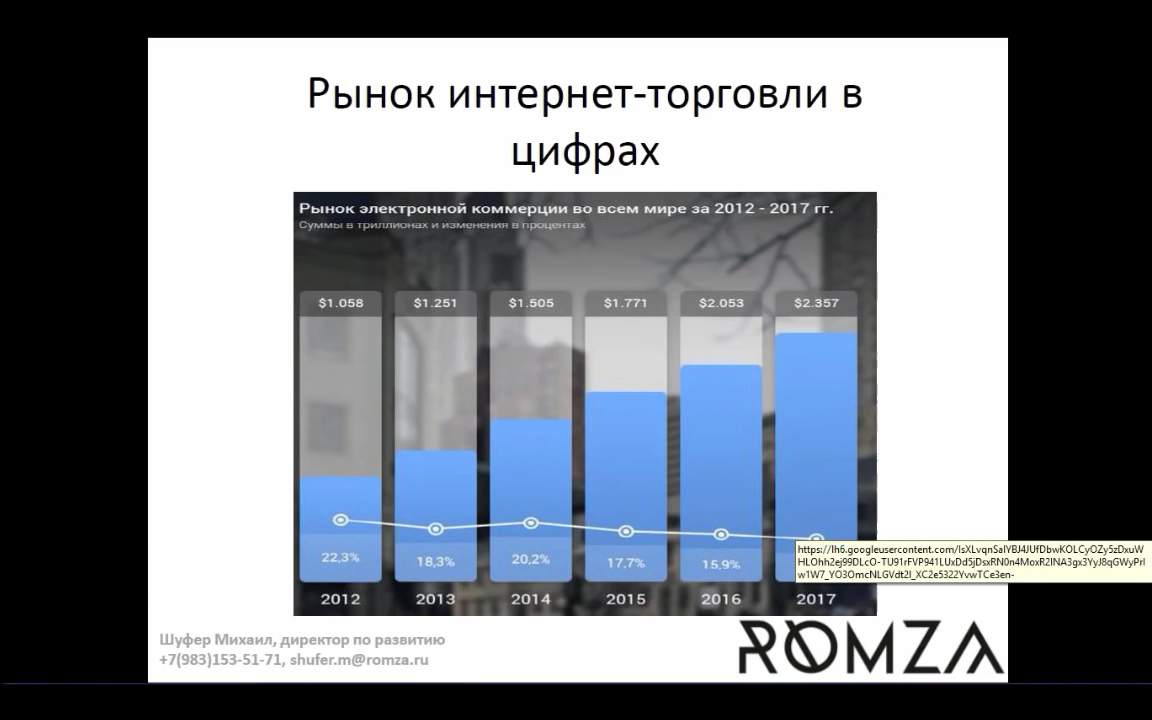 Рынок интернет-торговли в
цифрах
Рынок электронной коммерции во всем мире за 2012 - 2017 гг.
Суммы в триллионах и изменения в процентах
$1.058 $1.251 $1.505 $1.771 $2.053 $2.357
22,3% 18,3% 20,2% 17,7% 15,9%
2012 2013 2014 2015 2016 2017
Шуфер Михаил, директор по развитию
+7(983)153-51-71, shufer.m@romza.ru
ROMZA